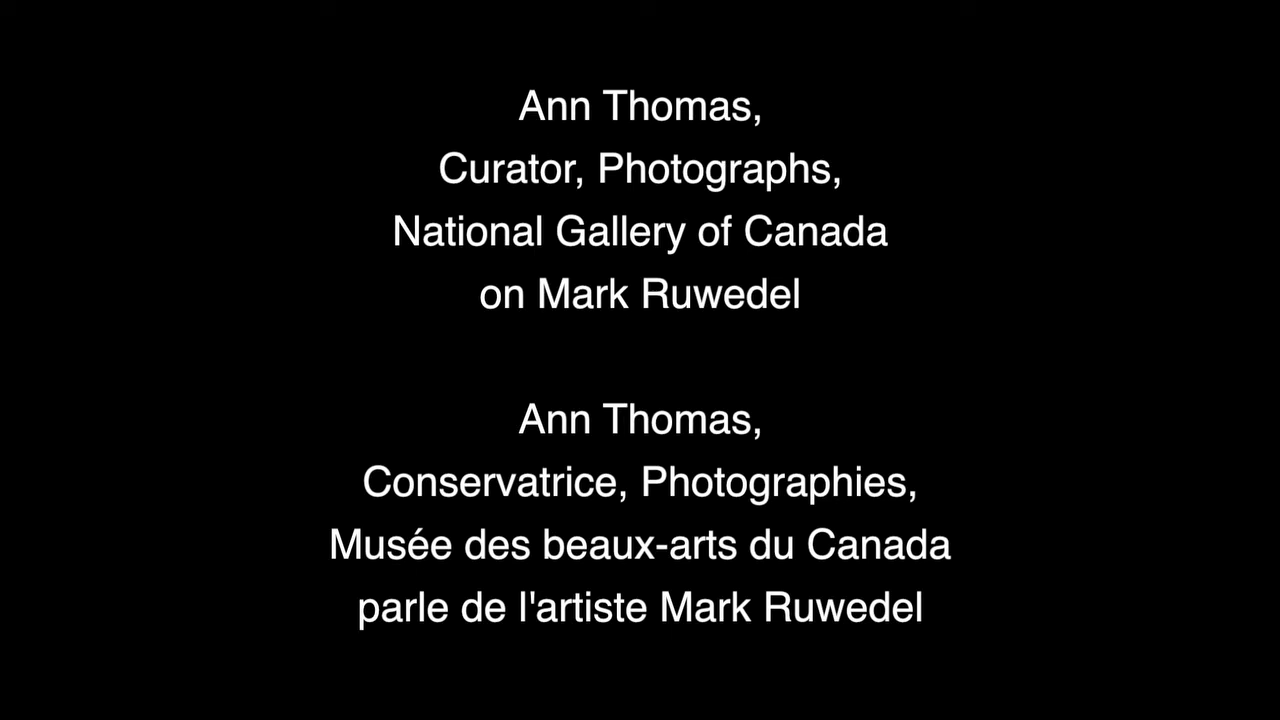 Ann Thomas,
Curator, Photographs,
National Gallery of Canada
on Mark Ruwedel
Ann Thomas,
Conservatrice, Photographies,
Musée des beaux-arts du Canada
parle de l'artiste Mark Ruwedel